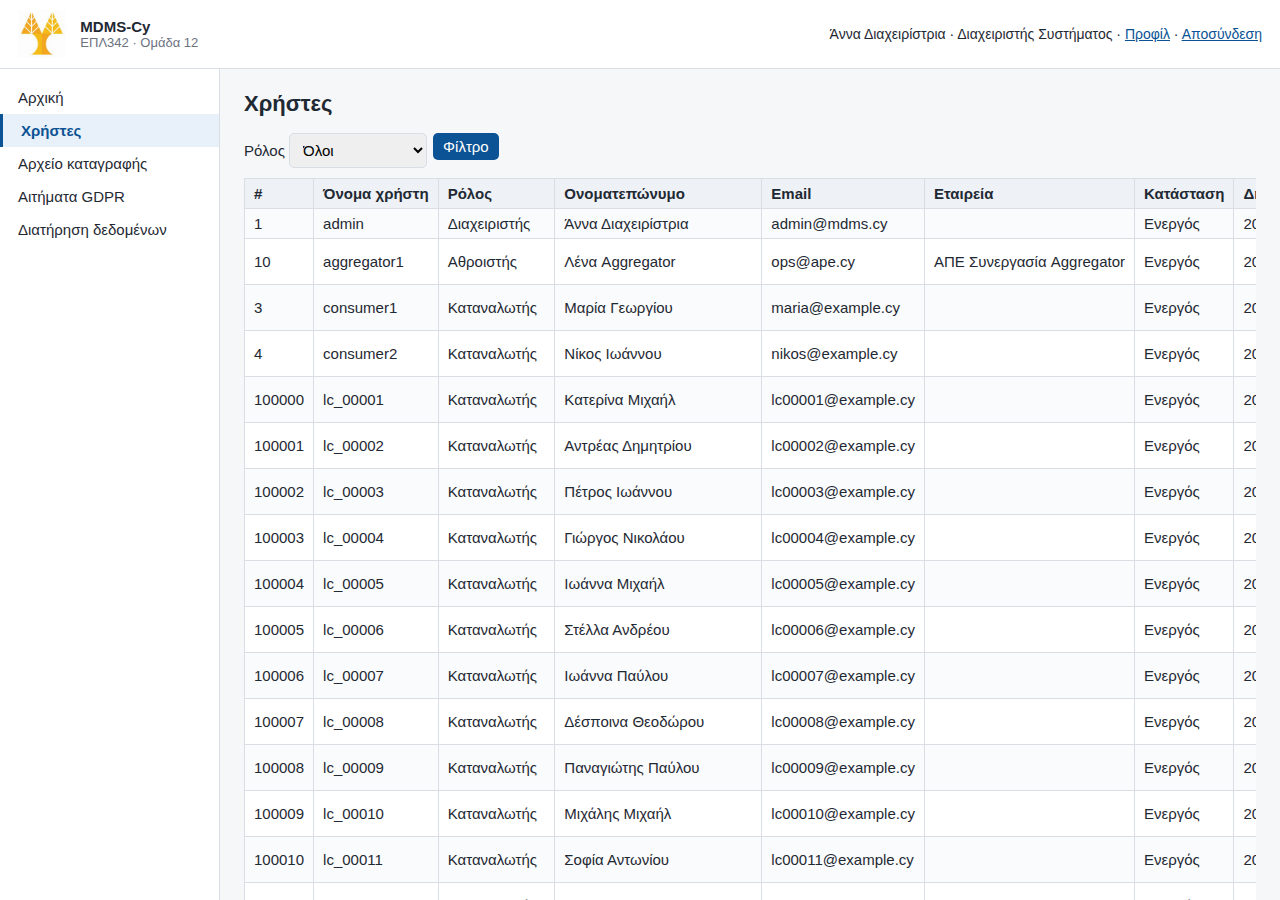 MDMS-Cy
ΕΠΛ342 · Ομάδα 12
Άννα Διαχειρίστρια · Διαχειριστής Συστήματος · Προφίλ · Αποσύνδεση
Αρχική
Χρήστες
Αρχείο καταγραφής
Αιτήματα GDPR
Διατήρηση δεδομένων
Χρήστες
Ρόλος Όλοι Φίλτρο
# Όνομα χρήστη Ρόλος Ονοματεπώνυμο Email Εταιρεία Κατάσταση
1 admin Διαχειριστής Άννα Διαχειρίστρια admin@mdms.cy Ενεργός 20
10 aggregator1 Αθροιστής Λένα Aggregator ops@ape.cy ΑΠΕ Συνεργασία Aggregator Ενεργός 20
3 consumer1 Καταναλωτής Μαρία Γεωργίου maria@example.cy Ενεργός 20
4 consumer2 Καταναλωτής Νίκος Ιωάννου nikos@example.cy Ενεργός 20
100000 lc_00001 Καταναλωτής Κατερίνα Μιχαήλ lc00001@example.cy Ενεργός 20
100001 lc_00002 Καταναλωτής Αντρέας Δημητρίου lc00002@example.cy Ενεργός 20
100002 lc_00003 Καταναλωτής Πέτρος Ιωάννου lc00003@example.cy Ενεργός 20
100003 lc_00004 Καταναλωτής Γιώργος Νικολάου lc00004@example.cy Ενεργός 20
100004 lc_00005 Καταναλωτής Ιωάννα Μιχαήλ lc00005@example.cy Ενεργός 20
100005 lc_00006 Καταναλωτής Στέλλα Ανδρέου lc00006@example.cy Ενεργός 20
100006 lc_00007 Καταναλωτής Ιωάννα Παύλου lc00007@example.cy Ενεργός 20
100007 lc_00008 Καταναλωτής Δέσποινα Θεοδώρου lc00008@example.cy Ενεργός 20
100008 lc_00009 Καταναλωτής Παναγιώτης Παύλου lc00009@example.cy Ενεργός 20
100009 lc_00010 Καταναλωτής Μιχάλης Μιχαήλ lc00010@example.cy Ενεργός 20
100010 lc_00011 Καταναλωτής Σοφία Αντωνίου lc00011@example.cy Ενεργός 20